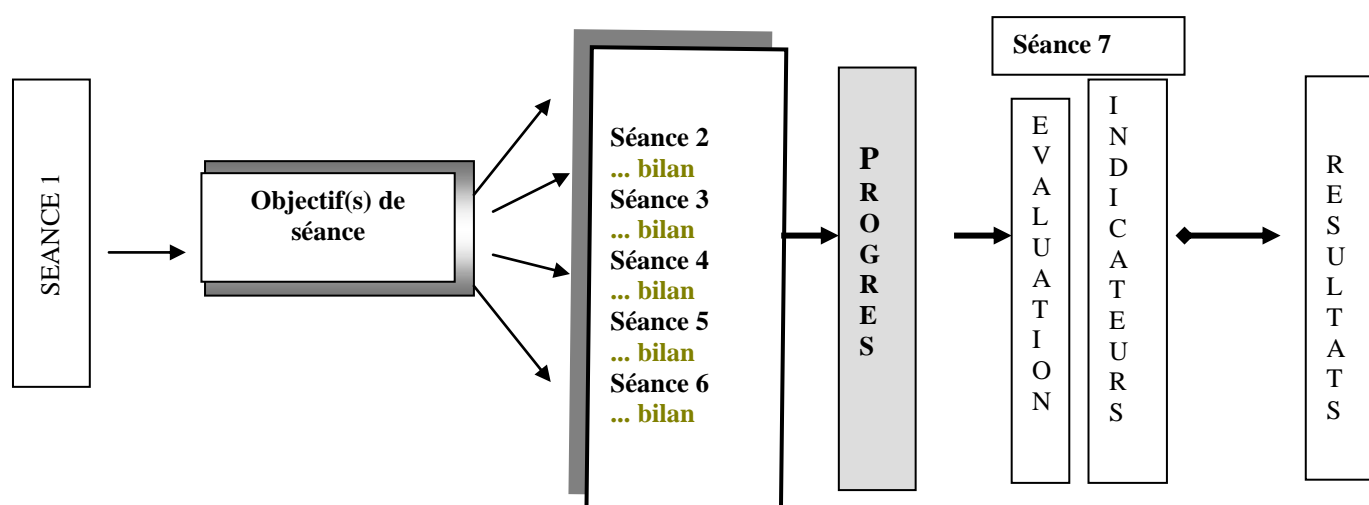 SEANCE 1
Objectif(s) de
séance
Séance 2
... bilan
Séance 3
... bilan
Séance 4
... bilan
Séance 5
... bilan
Séance 6
... bilan
PROGRES
Séance 7
EVALUATION
INDICATEURS
RESULTATS